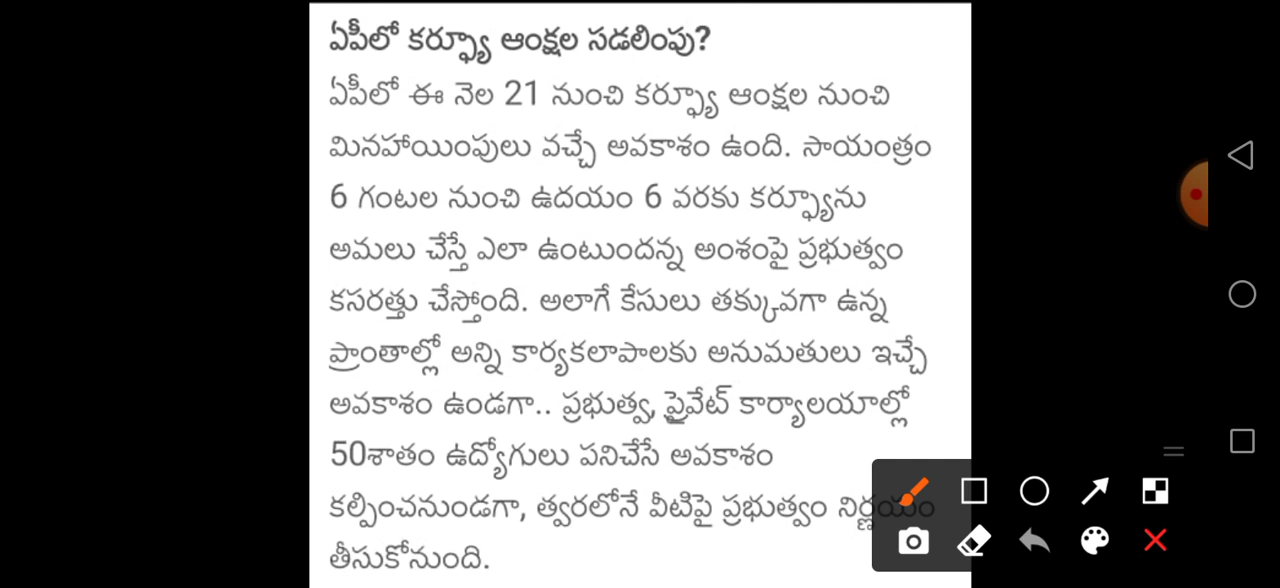 ఏపీలో కర్ఫ్యూ ఆంక్షల సడలింపు?
ఏపీలో ఈ నెల 21 నుంచి కర్ఫ్యూ ఆంక్షల నుంచి
మినహాయింపులు వచ్చే అవకాశం ఉంది. సాయంత్రం
6 గంటల నుంచి ఉదయం 6 వరకు కర్ఫ్యూను
అమలు చేస్తే ఎలా ఉంటుందన్న అంశంపై ప్రభుత్వం
కసరత్తు చేస్తోంది. అలాగే కేసులు తక్కువగా ఉన్న
ప్రాంతాల్లో అన్ని కార్యకలాపాలకు అనుమతులు ఇచ్చే
అవకాశం ఉండగా.. ప్రభుత్వ, ప్రైవేట్ కార్యాలయాల్లో
50శాతం ఉద్యోగులు పనిచేసే అవకాశం
కల్పించనుండగా, త్వరలోనే వీటిపై ప్రభుత్వం నిర్ణయం
తీసుకోనుంది.